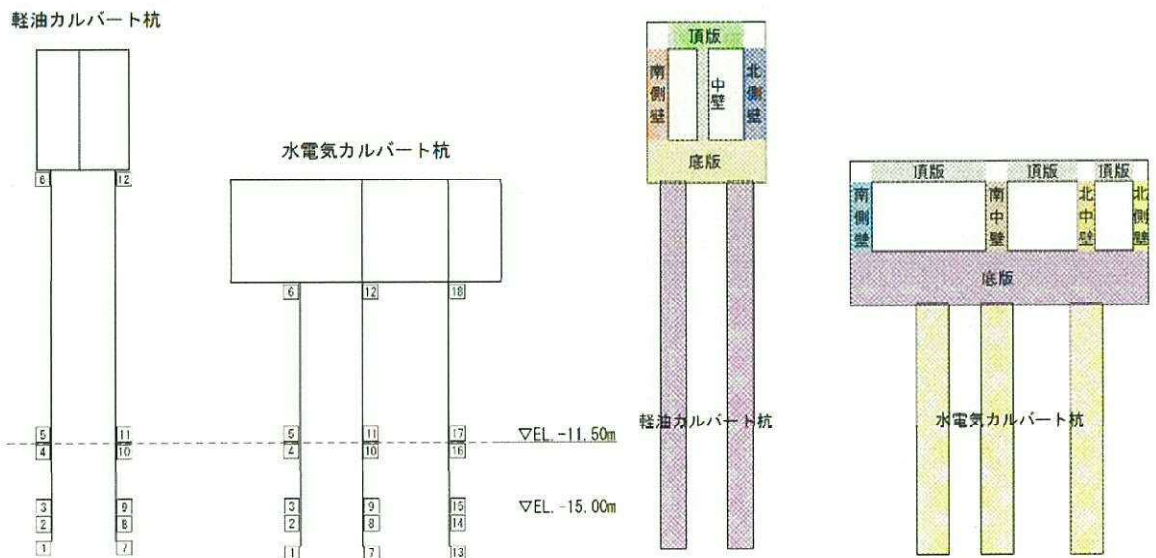 軽油カルバート杭
6
12
5
11
4
10
3
9
2
8
1
7
水電気カルバート杭
6
12
18
5
11
17
4
10
16
3
9
15
2
8
14
1
7
13
▽EL.-11.50m
▽EL.-15.00m
頂版
南側壁
中壁
北側壁
底版
軽油カルバート杭
頂版
頂版
頂版
南側壁
南中壁
北中壁
北側壁
底版
水電気カルバート杭